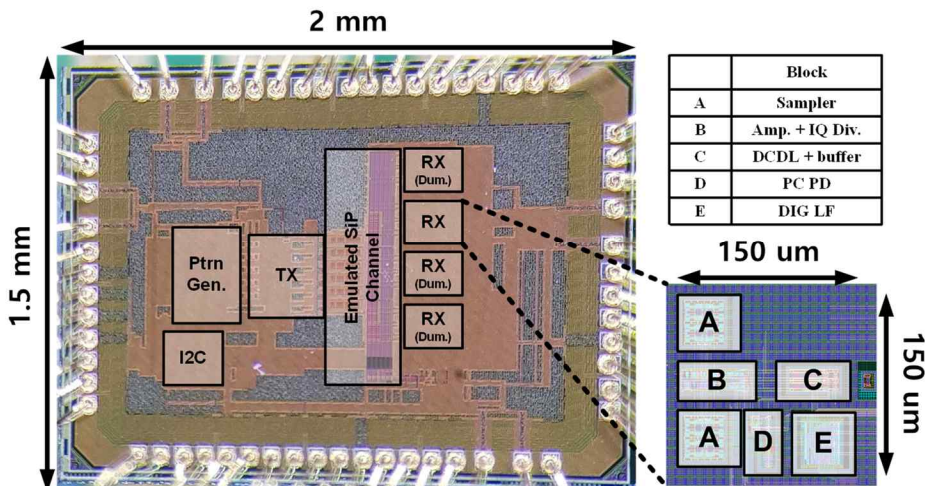 2 mm
1.5 mm
Ptrn
Gen.
TX
I2C
Emulated SiP
Channel
RX
(Dum.)
RX
RX
(Dum.)
RX
(Dum.)
Block
A Sampler
B Amp. + IQ Div.
C DCDL + buffer
D PC PD
E DIG LF
150 um
150 um
A
B
C
A
D
E